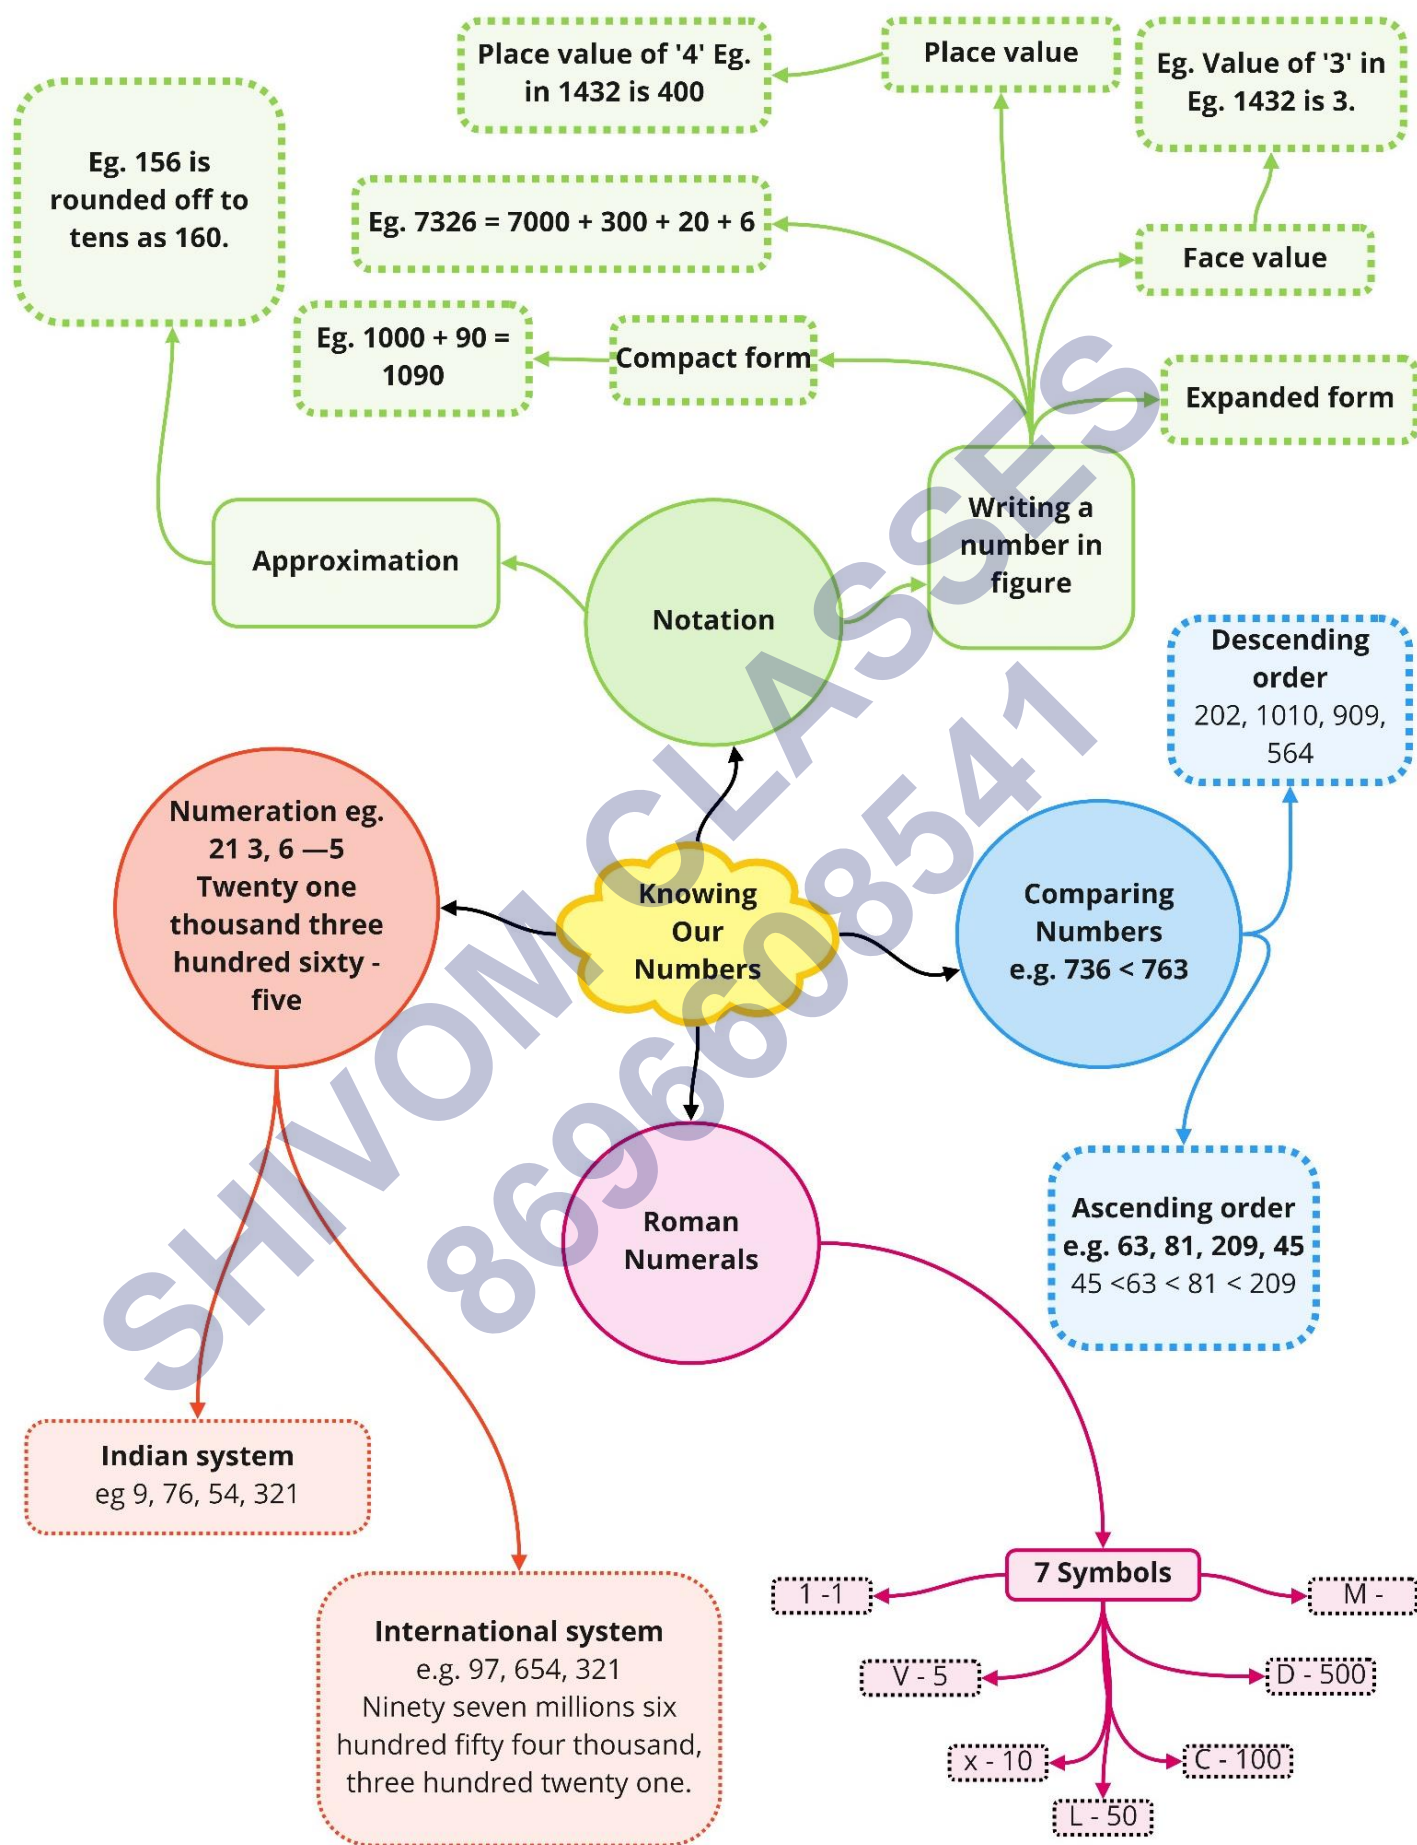 Place value of '4' Eg.
in 1432 is 400
Place value
Eg. Value of '3' in
Eg. 1432 is 3.
Eg. 156 is
rounded off to
tens as 160.
Eg. 7326 = 7000 + 300 + 20 + 6
Face value
Eg. 1000 + 90 =
1090
Compact form
Expanded form
Writing a
number in
figure
Approximation
Notation
Descending
order
202, 1010, 909,
564
Numeration eg.
21 3, 6 —5
Twenty one
thousand three
hundred sixty -
five
Knowing
Our
Numbers
Comparing
Numbers
e.g. 736 < 763
Roman
Numerals
Ascending order
e.g. 63, 81, 209, 45
45 <63 < 81 < 209
Indian system
eg 9, 76, 54, 321
International system
e.g. 97, 654, 321
Ninety seven millions six
hundred fifty four thousand,
three hundred twenty one.
7 Symbols
1 -1
M -
V - 5
D - 500
x - 10
C - 100
L - 50
SHIVOM CLASSES
8696608541